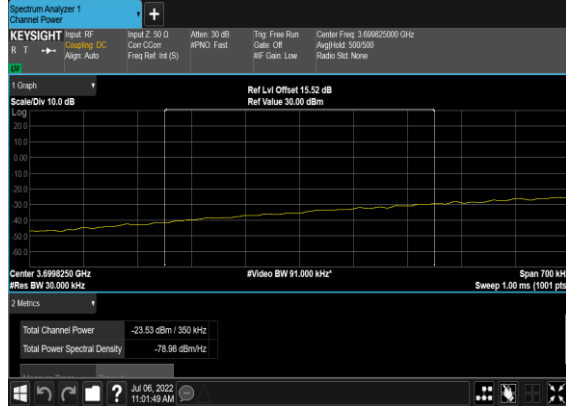 Spectrum Analyzer 1
Channel Power
+
KEYSIGHT Input: RF Input Z: 50 Ω Atten: 30 dB Trig: Free Run Center Freq: 3.699825000 GHz
R T Coupling: DC Corr CCorr #PNO: Fast Gate: Off Avg|Hold: 500/500
Align: Auto Freq Ref: Int (S) #IF Gain: Low Radio Std: None
1 Graph
Ref Lvl Offset 15.52 dB
Scale/Div 10.0 dB Ref Value 30.00 dBm
Log
20.0
10.0
0.00
-10.0
-20.0
-30.0
-40.0
-50.0
-60.0
Center 3.6998250 GHz #Video BW 91.000 kHz* Span 700 kH
#Res BW 30.000 kHz Sweep 1.00 ms (1001 pts
2 Metrics
Total Channel Power -23.53 dBm / 350 kHz
Total Power Spectral Density -78.98 dBm/Hz
?
Jul 06, 2022
11:01:49 AM